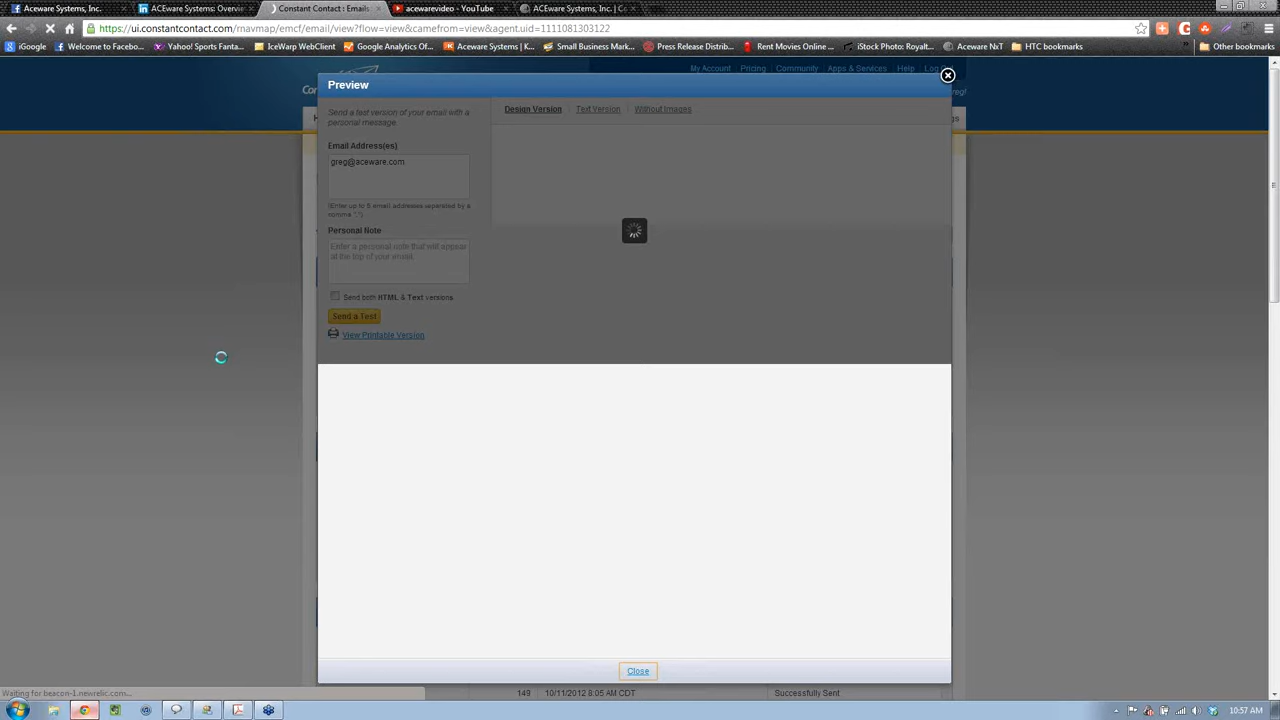 Aceware Systems, Inc.
ACEware Systems: Overvi
Constant Contact : Emails
acewarevideo - YouTube
ACEware Systems, Inc. | Co
https://ui.constantcontact.com/rnavmap/emcf/email/view?flow=view&camefrom=view&agent.uid=1111081303122
iGoogle
Welcome to Facebo...
Yahoo! Sports Fanta...
IceWarp WebClient
Google Analytics Of...
Aceware Systems (K...
Small Business Mark...
Press Release Distrib...
Rent Movies Online ...
iStock Photo: Royalt...
Aceware NxT
HTC bookmarks
Other bookmarks
My Account
Pricing
Community
Apps & Services
Help
Log Out
Preview
Send a test version of your email with a
personal message.
Design Version
Text Version
Without Images
Email Address(es)
greg@aceware.com
(Enter up to 5 email addresses separated by a
comma ",")
Personal Note
Enter a personal note that will appear
at the top of your email.
Send both HTML & Text versions
Send a Test
View Printable Version
Close
149
10/11/2012 8:05 AM CDT
Successfully Sent
Waiting for beacon-1.newrelic.com...
10:57 AM